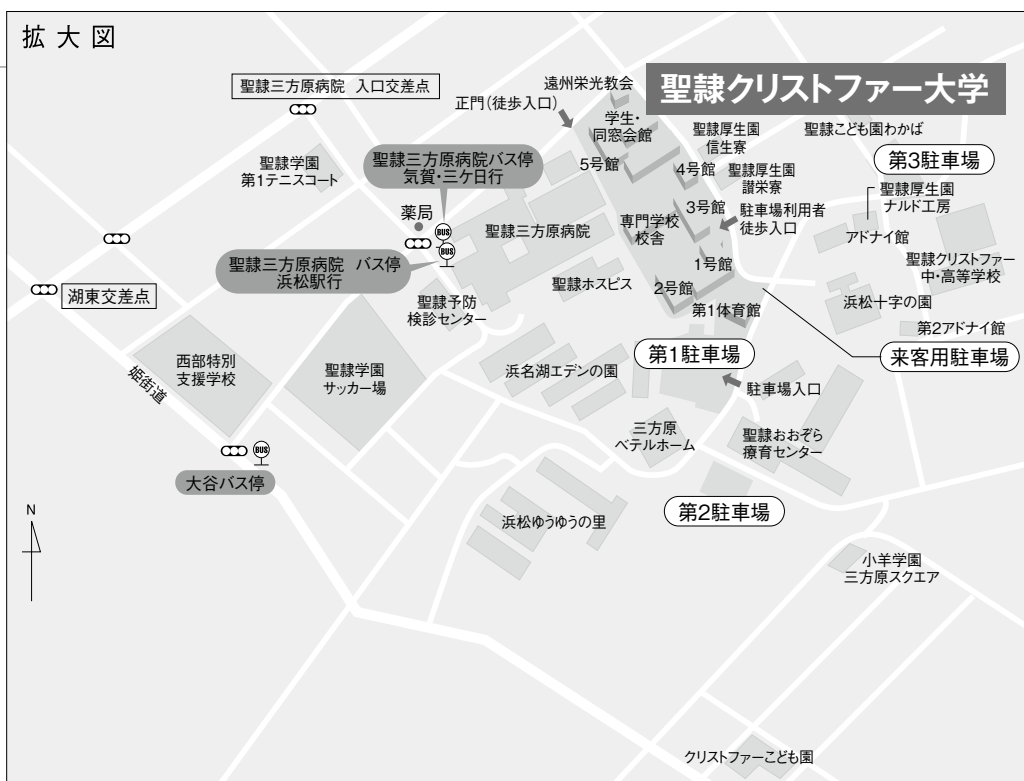 拡大図
聖隷三方原病院 入口交差点
遠州栄光教会
正門(徒歩入口)
聖隷クリストファー大学
学生・
同窓会館
聖隷厚生園
信生寮
聖隷こども園わかば
第3駐車場
聖隷学園
第1テニスコート
聖隷三方原病院バス停
気賀・三ケ日行
5号館
4号館
聖隷厚生園
讃栄寮
聖隷厚生園
ナルド工房
薬局
BUS
BUS
聖隷三方原病院
専門学校
校舎
3号館
駐車場利用者
徒歩入口
アドナイ館
聖隷クリストファー
中・高等学校
聖隷三方原病院 バス停
浜松駅行
聖隷ホスピス
1号館
2号館
第1体育館
浜松十字の園
湖東交差点
聖隷予防
検診センター
第2アドナイ館
西部特別
支援学校
聖隷学園
サッカー場
浜名湖エデンの園
第1駐車場
来客用駐車場
姫街道
駐車場入口
三方原
ベテルホーム
聖隷おおぞら
療育センター
BUS
大谷バス停
第2駐車場
浜松ゆうゆうの里
N
小羊学園
三方原スクエア
クリストファーこども園